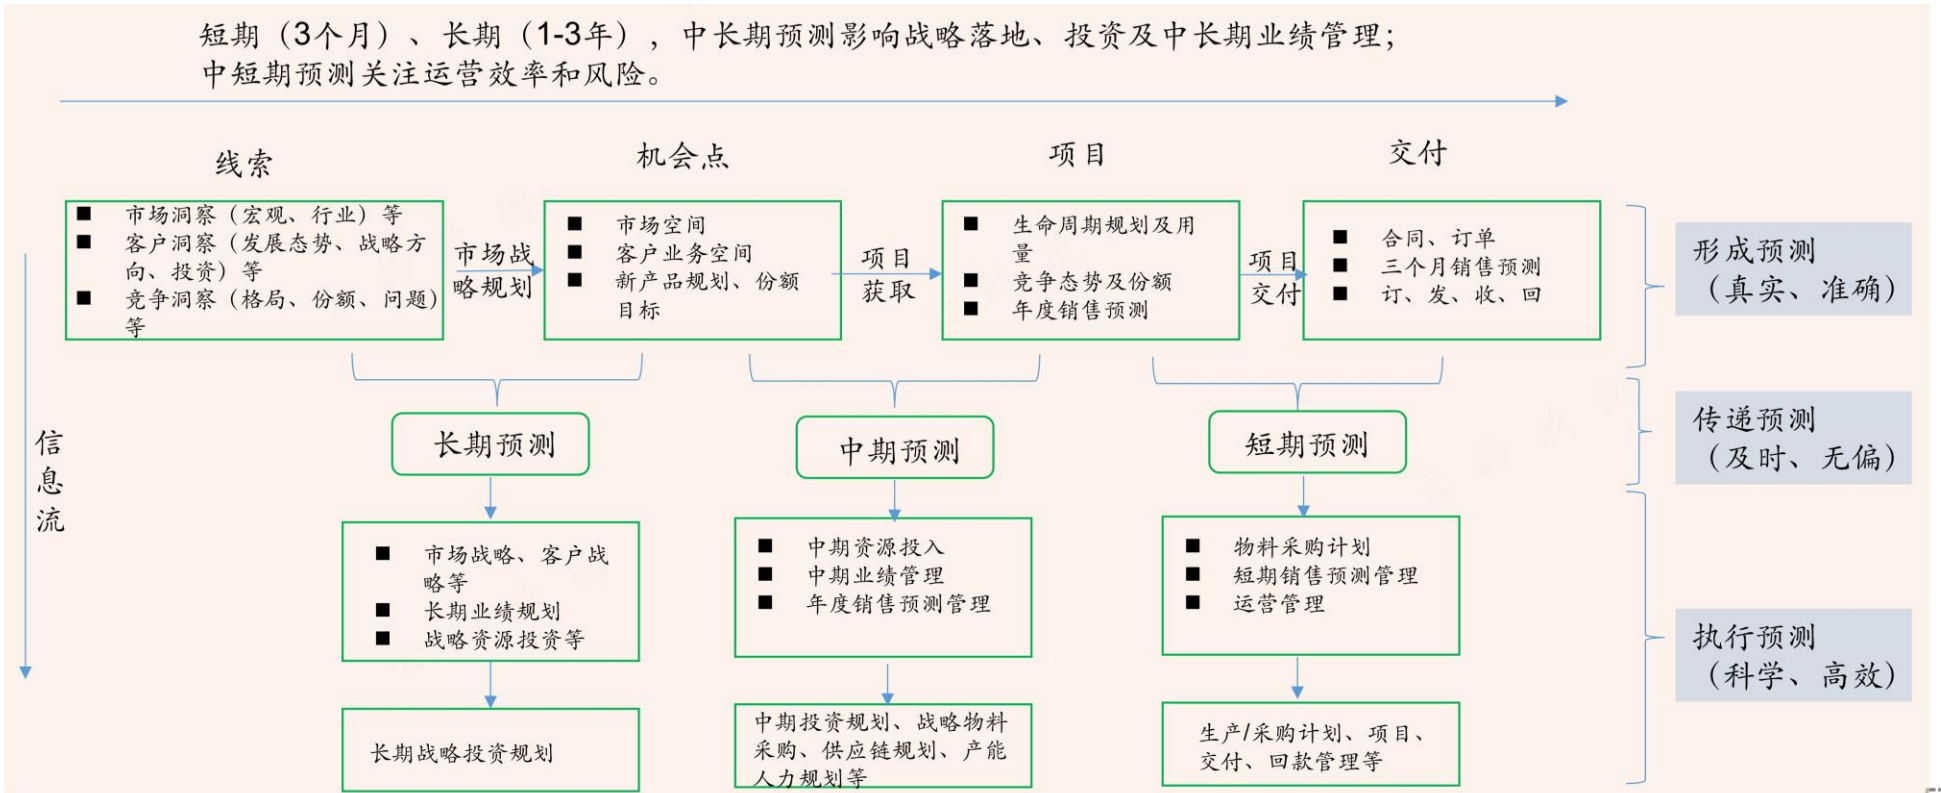 短期（3个月）、长期（1-3年），中长期预测影响战略落地、投资及中长期业绩管理；
中短期预测关注运营效率和风险。
线索
机会点
项目
交付
市场洞察（宏观、行业）等
客户洞察（发展态势、战略方
向、投资）等
竞争洞察（格局、份额、问题）
等
市场战
略规划
市场空间
客户业务空间
新产品规划、份额
目标
项目
获取
生命周期规划及用
量
竞争态势及份额
年度销售预测
项目
交付
合同、订单
三个月销售预测
订、发、收、回
形成预测
（真实、准确）
信
息
流
长期预测
中期预测
短期预测
传递预测
（及时、无偏）
市场战略、客户战
略等
长期业绩规划
战略资源投资等
中期资源投入
中期业绩管理
年度销售预测管理
物料采购计划
短期销售预测管理
运营管理
执行预测
（科学、高效）
长期战略投资规划
中期投资规划、战略物料
采购、供应链规划、产能
人力规划等
生产/采购计划、项目、
交付、回款管理等